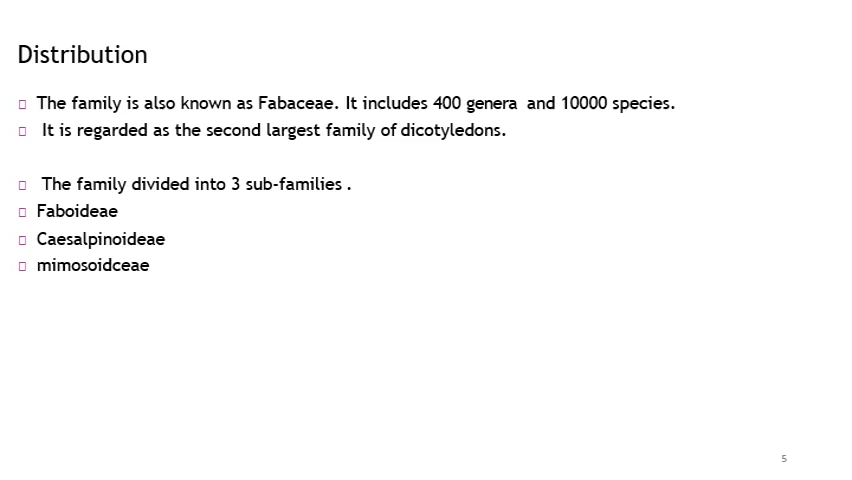 Distribution
The family is also known as Fabaceae. It includes 400 genera and 10000 species.
It is regarded as the second largest family of dicotyledons.
The family divided into 3 sub-families .
Faboideae
Caesalpinoideae
mimosoidceae
5